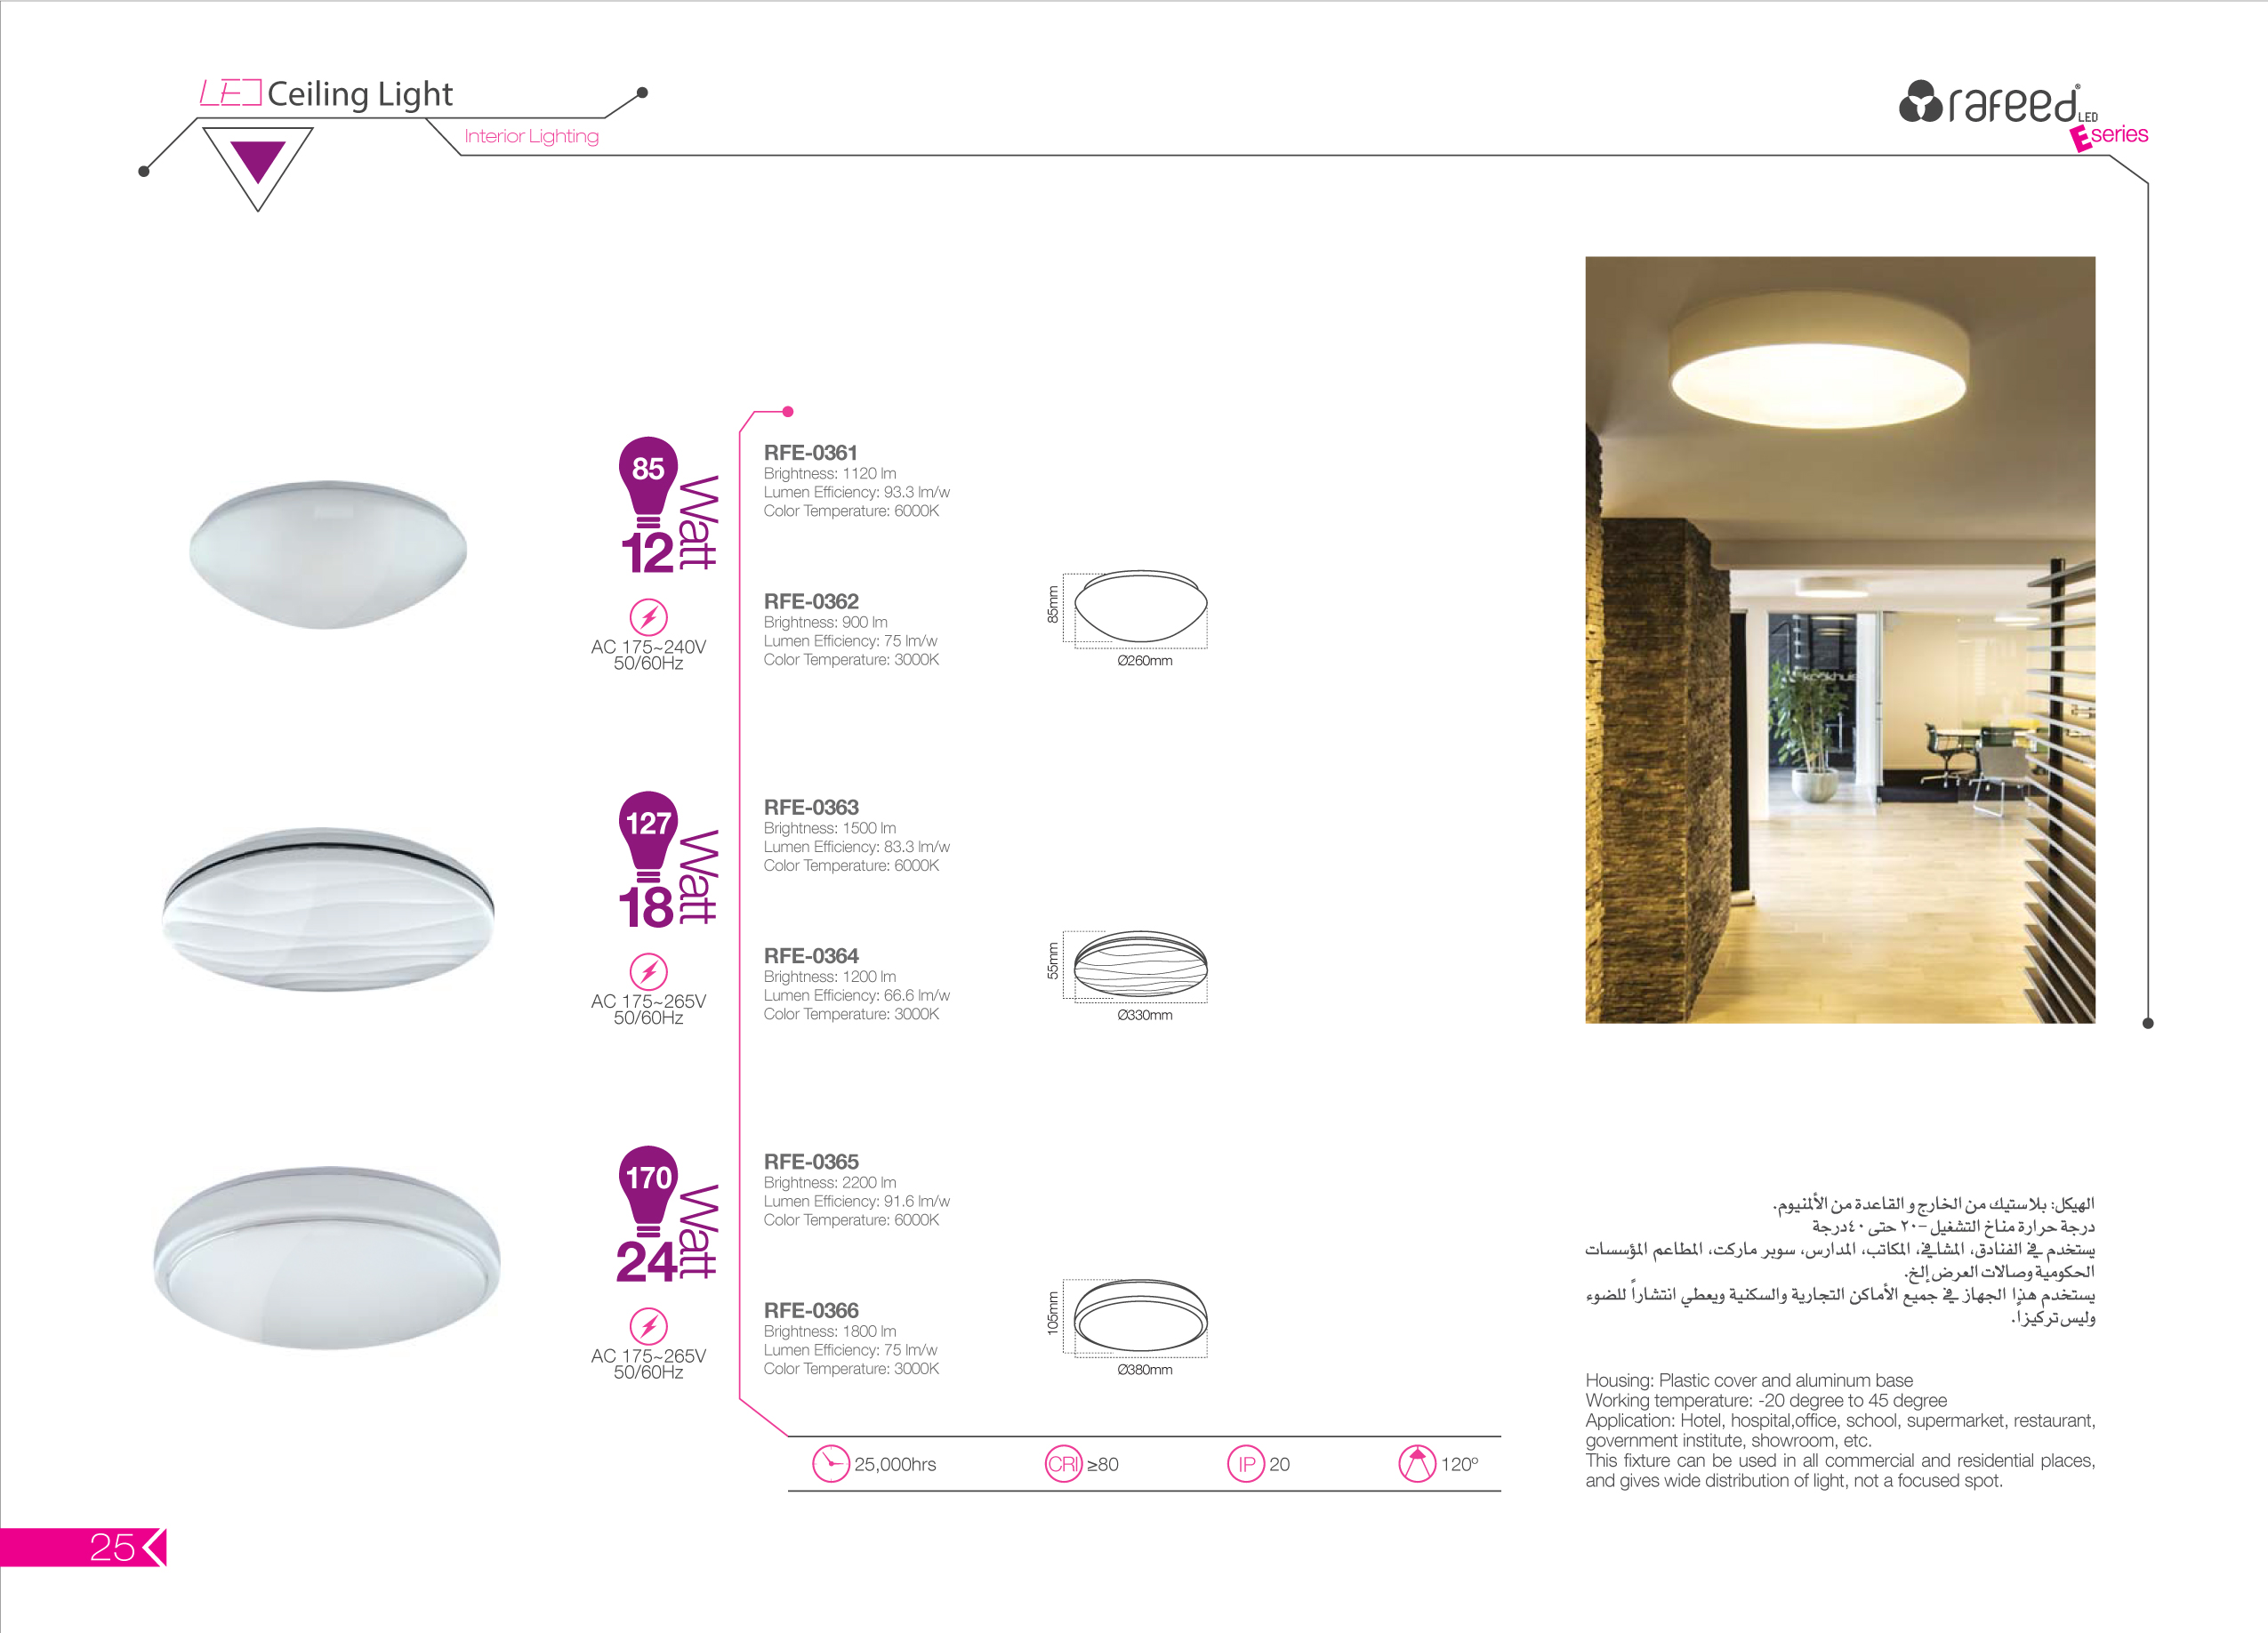 LED Ceiling Light
Interior Lighting
rafeed®
LED
E series
85
12
Watt
AC 175~240V
50/60Hz
RFE-0361
Brightness: 1120 lm
Lumen Efficiency: 93.3 lm/w
Color Temperature: 6000K
RFE-0362
Brightness: 900 lm
Lumen Efficiency: 75 lm/w
Color Temperature: 3000K
85mm
Ø260mm
127
18
Watt
AC 175~265V
50/60Hz
RFE-0363
Brightness: 1500 lm
Lumen Efficiency: 83.3 lm/w
Color Temperature: 6000K
RFE-0364
Brightness: 1200 lm
Lumen Efficiency: 66.6 lm/w
Color Temperature: 3000K
55mm
Ø330mm
170
24
Watt
AC 175~265V
50/60Hz
RFE-0365
Brightness: 2200 lm
Lumen Efficiency: 91.6 lm/w
Color Temperature: 6000K
RFE-0366
Brightness: 1800 lm
Lumen Efficiency: 75 lm/w
Color Temperature: 3000K
105mm
Ø380mm
25,000hrs
CRI ≥80
IP 20
120º
kookhuis
الهيكل: بلاستيك من الخارج و القاعدة من الألمنيوم.
درجة حرارة مناخ التشغيل -٢٠ حتى ٤٠درجة
يستخدم في الفنادق، المشافي، المكاتب، المدارس، سوبر ماركت، المطاعم المؤسسات
الحكومية وصالات العرض إلخ.
يستخدم هذا الجهاز في جميع الأماكن التجارية والسكنية ويعطي انتشاراً للضوء
وليس تركيزاً.
Housing: Plastic cover and aluminum base
Working temperature: -20 degree to 45 degree
Application: Hotel, hospital,office, school, supermarket, restaurant,
government institute, showroom, etc.
This fixture can be used in all commercial and residential places,
and gives wide distribution of light, not a focused spot.
25